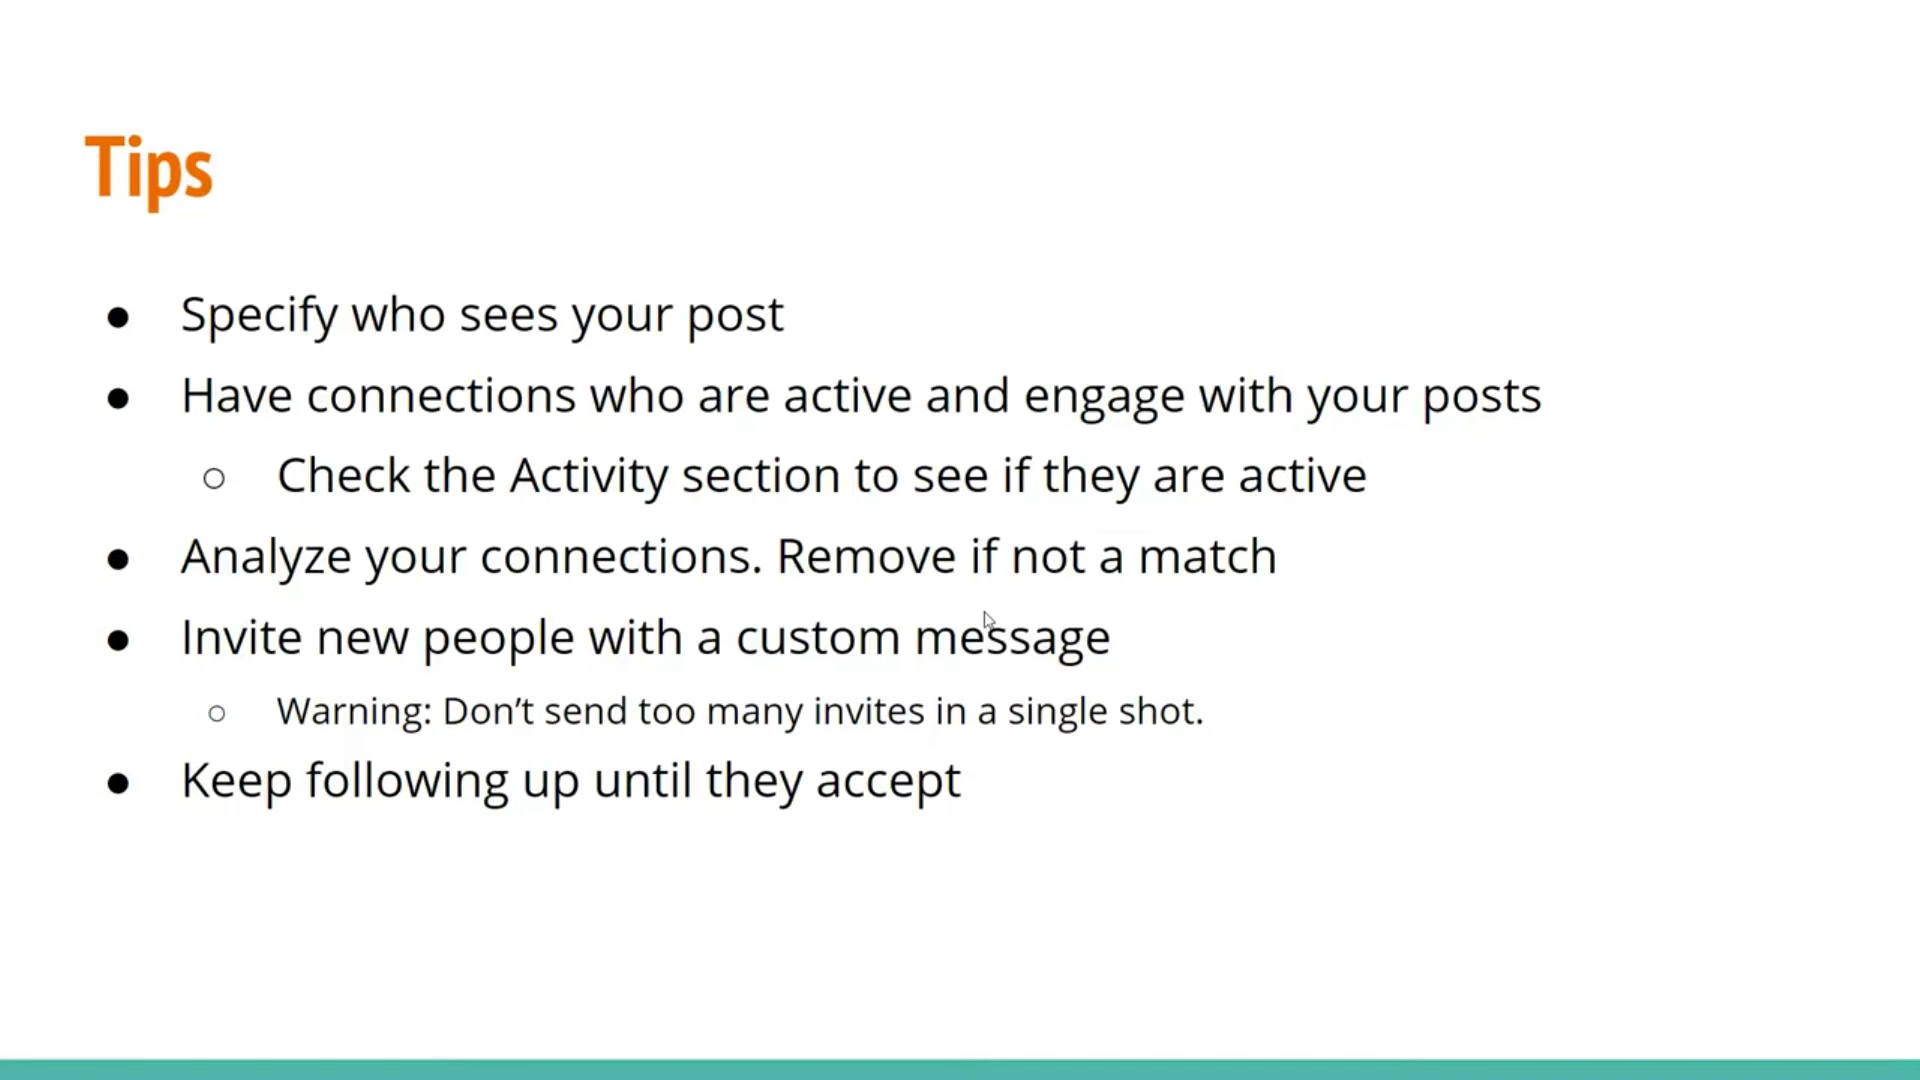 Tips
● Specify who sees your post
● Have connections who are active and engage with your posts
○ Check the Activity section to see if they are active
● Analyze your connections. Remove if not a match
● Invite new people with a custom message
○ Warning: Don’t send too many invites in a single shot.
● Keep following up until they accept